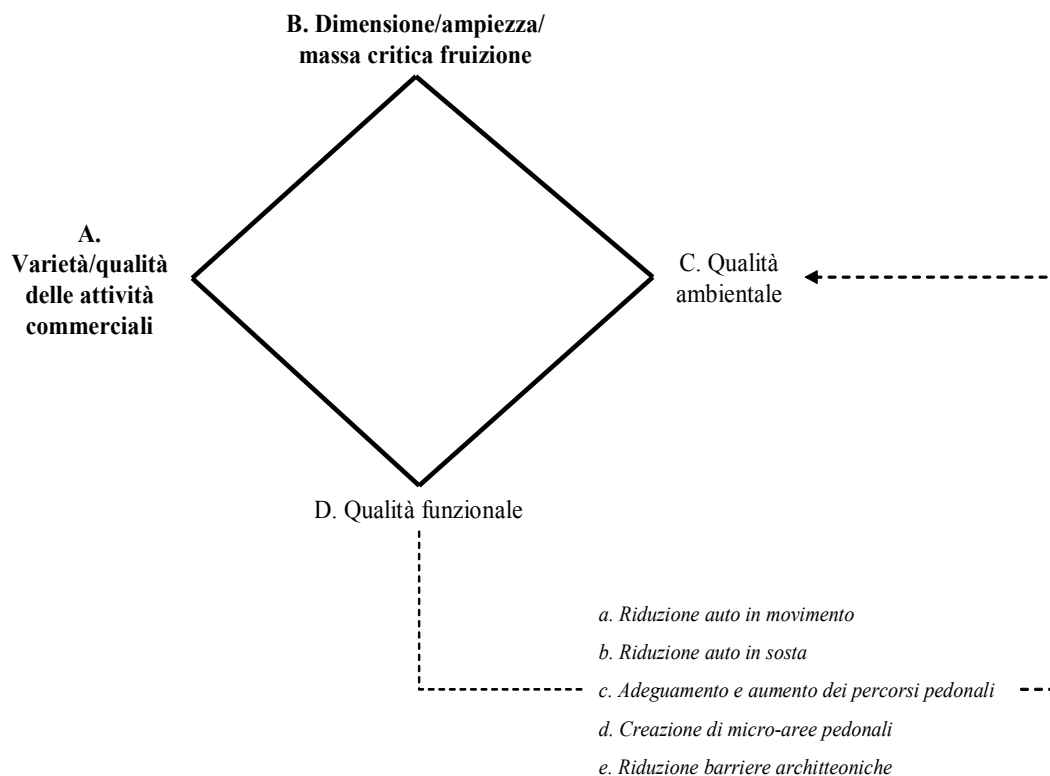 B. Dimensione/ampiezza/
massa critica fruizione
A.
Varietà/qualità
delle attività
commerciali
C. Qualità
ambientale
D. Qualità funzionale
a. Riduzione auto in movimento
b. Riduzione auto in sosta
c. Adeguamento e aumento dei percorsi pedonali
d. Creazione di micro-aree pedonali
e. Riduzione barriere architteoniche